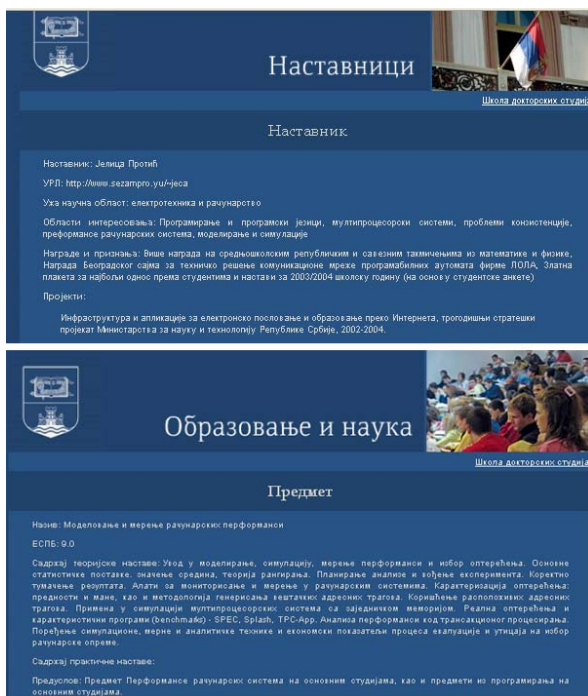 Наставници
Школа докторских студија
Наставник
Наставник: Јелица Протић
УРЛ: http://www.sezampro.yu/~jeca
Ужа научна област: електротехника и рачунарство
Области интересовања: Програмирање и програмски језици, мултипроцесорски системи, проблеми конзистенције,
преформансе рачунарских система, моделирање и симулације
Награде и признања: Више награда на средњошколским републичким и савезним такмичењима из математике и физике,
Награда Београдског сајма за техничко решење комуникационе мреже програмабилних аутомата фирме ЛОЛА, Златна
плакета за најбољи однос према студентима и настави за 2003/2004 школску годину (на основу студентске анкете)
Пројекти:
Инфраструктура и апликације за електронско пословање и образовање преко Интернета, трогодишњи стратешки
пројекат Министарства за науку и технологију Републике Србије, 2002-2004.
Образовање и наука
Школа докторских студија
Предмет
Назив: Моделовање и мерење рачунарских перформанси
ЕСПБ: 9.0
Садржај теоријске наставе: Увод у моделирање, симулацију, мерење перформанси и избор оптерећења. Основне
статистичке поставке. значење средина, теорија рангирања. Планирање анализе и вођење експеримента. Коректно
тумачење резултата. Алати за мониторисање и мерење у рачунарским системима. Карактеризација оптерећења:
предности и мане, као и методологија генерисања вештачких адресних трагова. Коришћење расположивих адресних
трагова. Примена у симулацији мултипроцесорских система са заједничком меморијом. Реална оптерећења и
карактеристични програми (benchmarks) - SPEC, Splash, TPC-App. Анализа перформанси код трансакционог процесирања.
Поређење симулационе, мерне и аналитичке технике и економски показатељи процеса евалуације и утицаја на избор
рачунарске опреме.
Садржај практичне наставе:
Предуслов: Предмет Перформансе рачунарсих система на основним студијама, као и предмети из програмирања на
основним студијама.